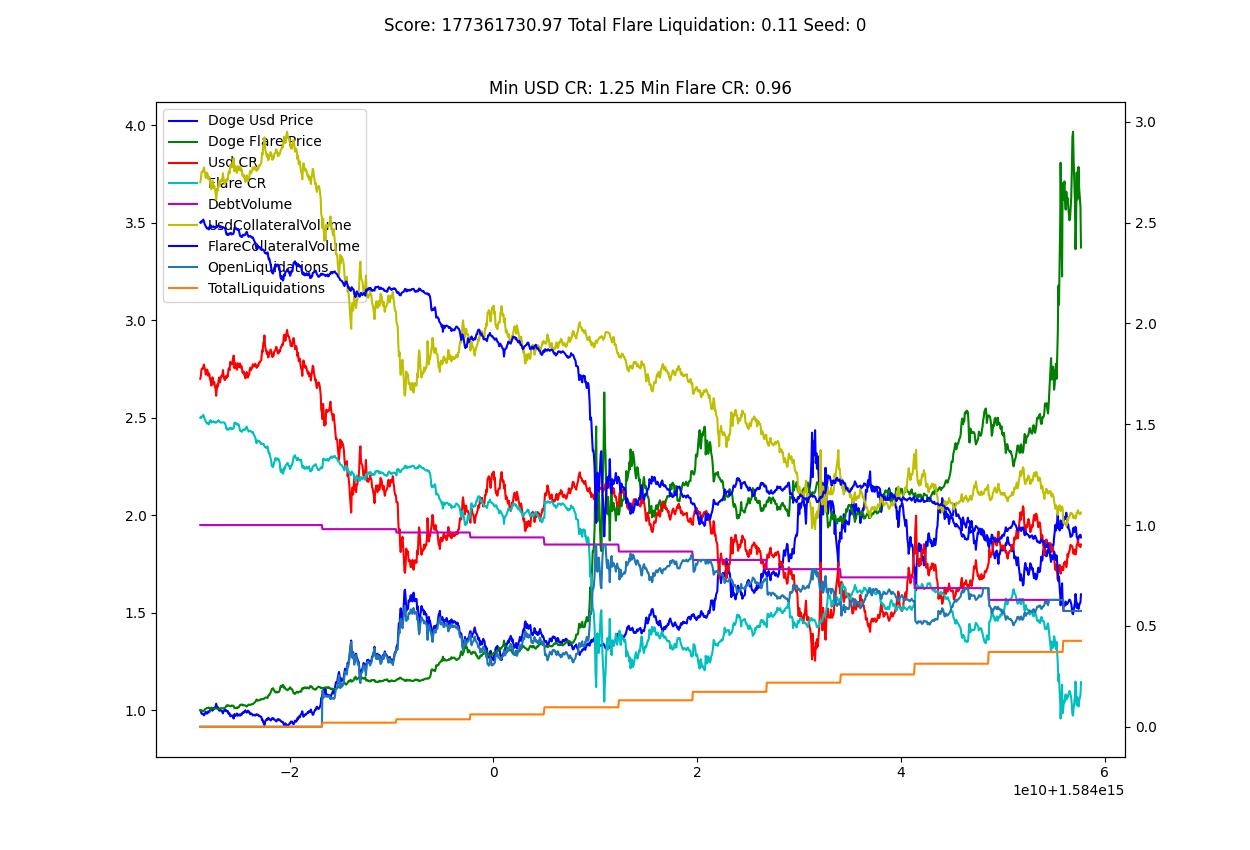 Score: 177361730.97 Total Flare Liquidation: 0.11 Seed: 0
Min USD CR: 1.25 Min Flare CR: 0.96
Doge Usd Price
Doge Flare Price
Usd CR
Flare CR
DebtVolume
UsdCollateralVolume
FlareCollateralVolume
OpenLiquidations
TotalLiquidations
4.0
3.5
3.0
2.5
2.0
1.5
1.0
3.0
2.5
2.0
1.5
1.0
0.5
0.0
−2
0
2
4
6
1e10+1.584e15